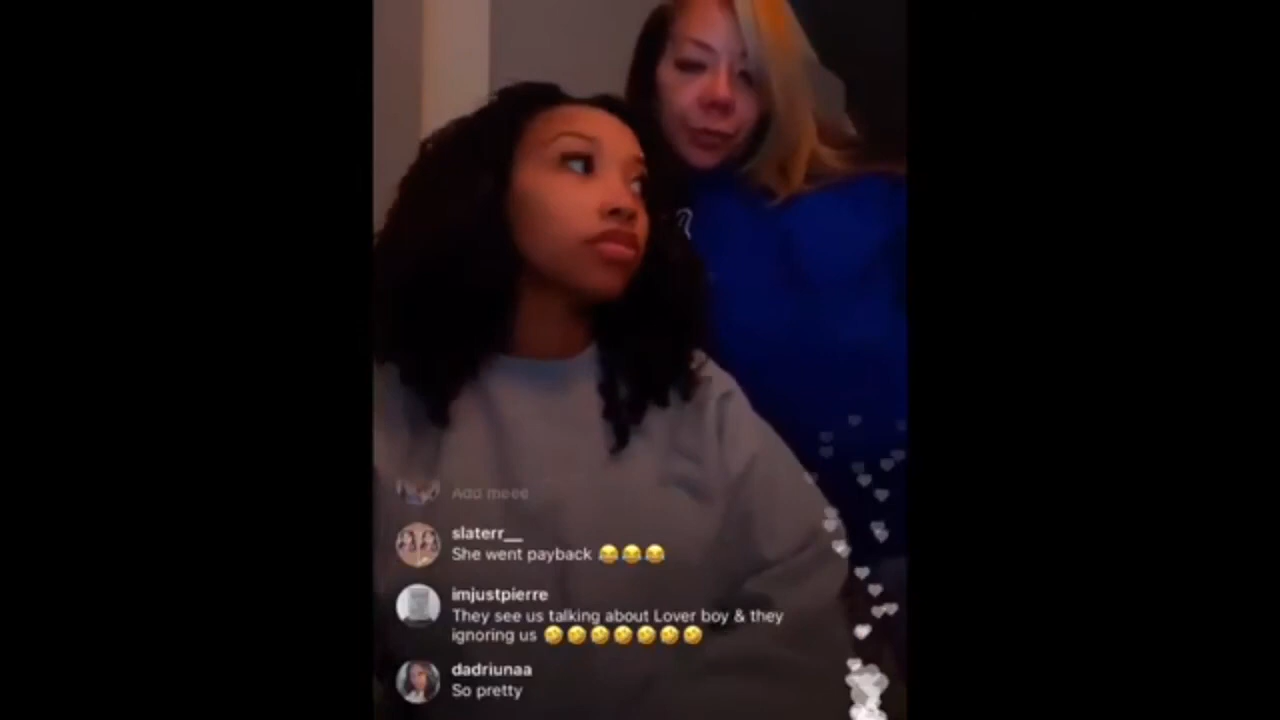 Add meee
slaterr__
She went payback 😂😂😂
imjustpierre
They see us talking about Lover boy & they
ignoring us 🤣🤣🤣🤣🤣🤣🤣
dadriunaa
So pretty